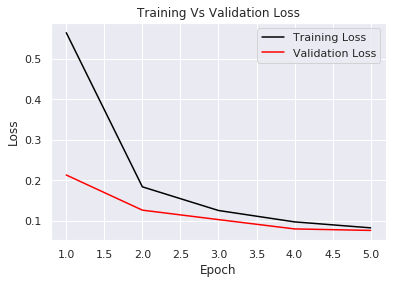 Training Vs Validation Loss
Training Loss
Validation Loss
Loss
0.5
0.4
0.3
0.2
0.1
1.0 1.5 2.0 2.5 3.0 3.5 4.0 4.5 5.0
Epoch